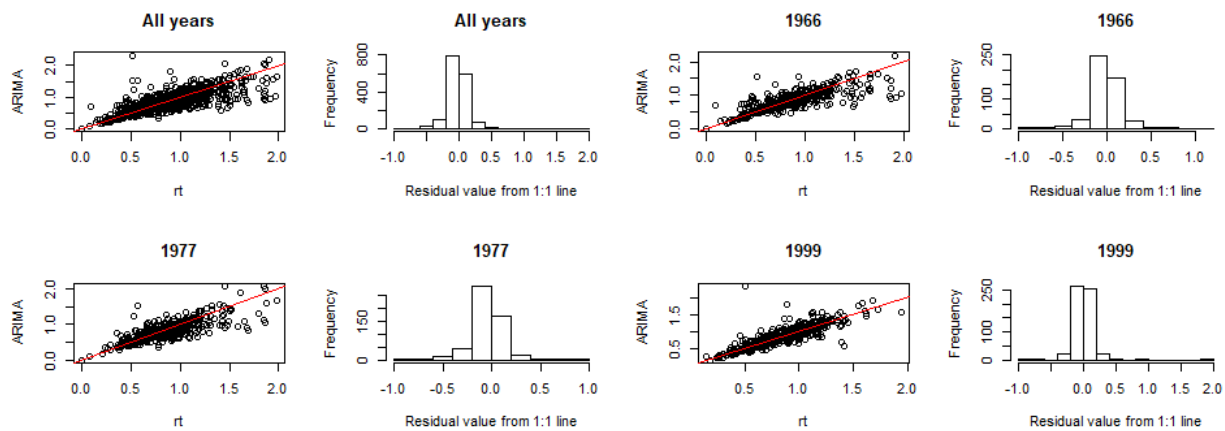 All years
ARIMA
2.0
1.0
0.0
0.0 0.5 1.0 1.5 2.0
rt
All years
Frequency
800
400
0
-1.0 0.0 0.5 1.0 1.5 2.0
Residual value from 1:1 line
1966
ARIMA
2.0
1.0
0.0
0.0 0.5 1.0 1.5 2.0
rt
1966
Frequency
250
100
0
-1.0 -0.5 0.0 0.5 1.0
Residual value from 1:1 line
1977
ARIMA
2.0
1.0
0.0
0.0 0.5 1.0 1.5 2.0
rt
1977
Frequency
150
0
-1.0 -0.5 0.0 0.5 1.0
Residual value from 1:1 line
1999
ARIMA
1.5
0.5
0.5 1.0 1.5 2.0
rt
1999
Frequency
250
100
0
-1.0 0.0 0.5 1.0 1.5 2.0
Residual value from 1:1 line